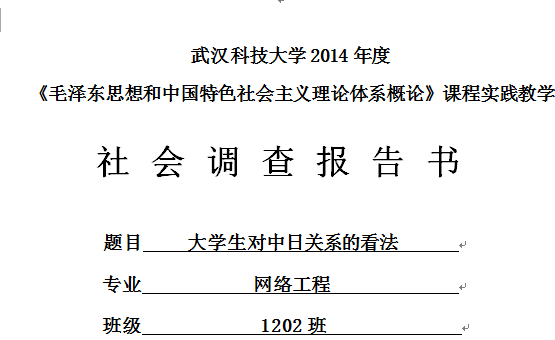 武汉科技大学 2014 年度
《毛泽东思想和中国特色社会主义理论体系概论》课程实践教学
社 会 调 查 报 告 书
题目 大学生对中日关系的看法
专业 网络工程
班级 1202 班